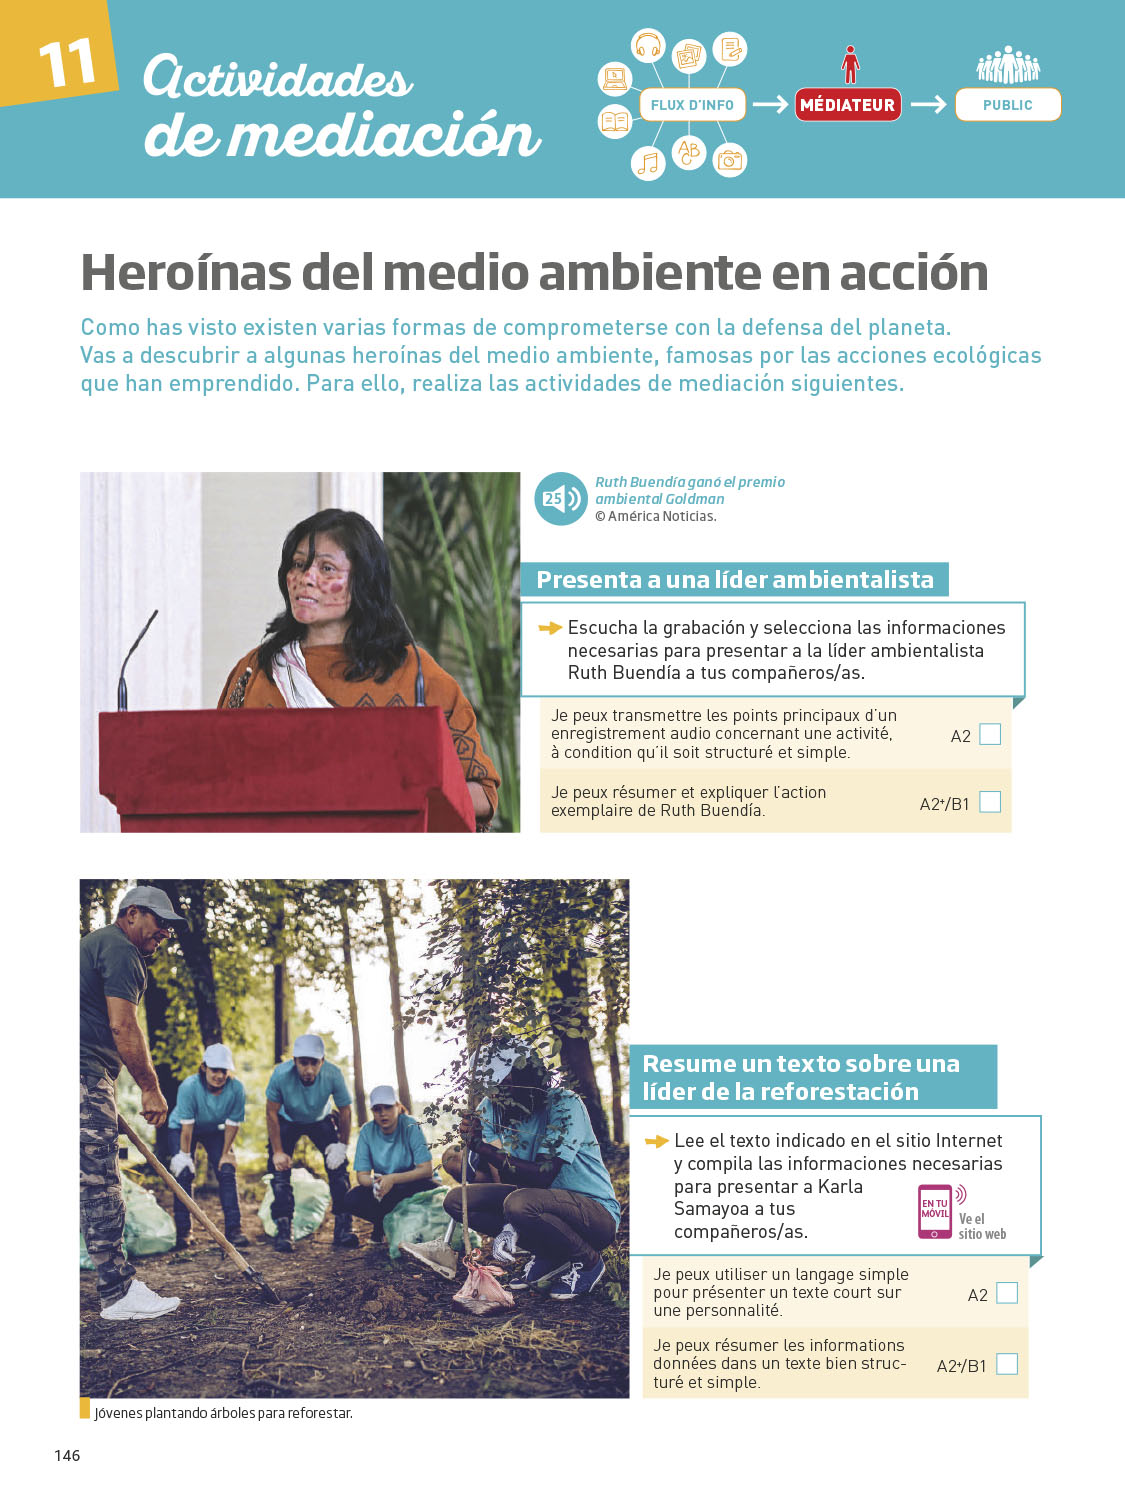 11
Actividades
de mediación
FLUX D'INFO
MÉDIATEUR
PUBLIC
AB
C
Heroínas del medio ambiente en acción
Como has visto existen varias formas de comprometerse con la defensa del planeta.
Vas a descubrir a algunas heroínas del medio ambiente, famosas por las acciones ecológicas
que han emprendido. Para ello, realiza las actividades de mediación siguientes.
25
Ruth Buendía ganó el premio
ambiental Goldman
© América Noticias.
Presenta a una líder ambientalista
Escucha la grabación y selecciona las informaciones
necesarias para presentar a la líder ambientalista
Ruth Buendía a tus compañeros/as.
Je peux transmettre les points principaux d'un
enregistrement audio concernant une activité,
à condition qu'il soit structuré et simple.
A2
Je peux résumer et expliquer l'action
exemplaire de Ruth Buendía.
A2+/B1
Resume un texto sobre una
líder de la reforestación
Lee el texto indicado en el sitio Internet
y compila las informaciones necesarias
para presentar a Karla
Samayoa a tus
compañeros/as.
EN TU
MÓVIL
Ve el
sitio web
Je peux utiliser un langage simple
pour présenter un texte court sur
une personnalité.
A2
Je peux résumer les informations
données dans un texte bien struc-
turé et simple.
A2+/B1
Jóvenes plantando árboles para reforestar.
146